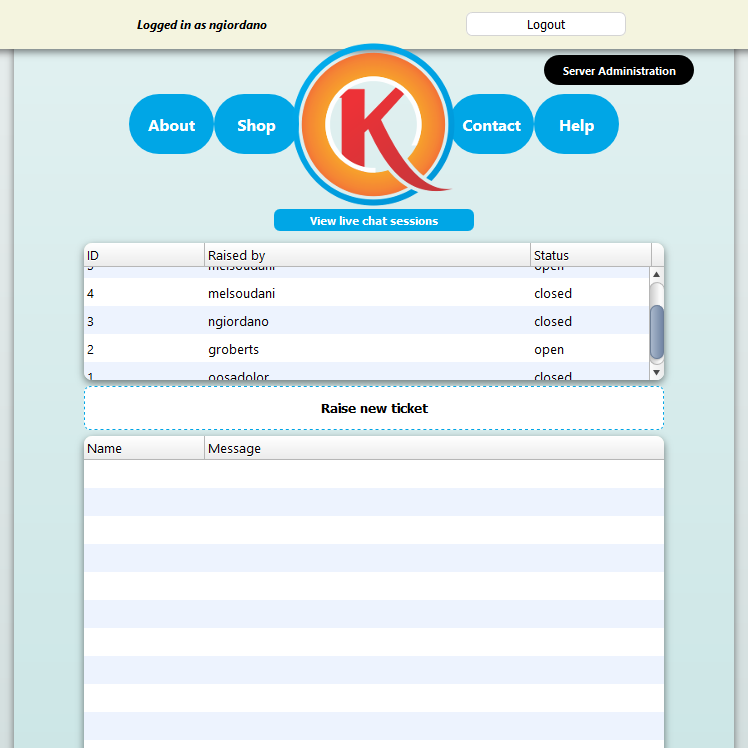 Logged in as ngiordano
Logout
Server Administration
About
Shop
K
Contact
Help
View live chat sessions
ID Raised by Status
5 melsoudani open
4 melsoudani closed
3 ngiordano closed
2 groberts open
1 oosadolor closed
Raise new ticket
Name Message